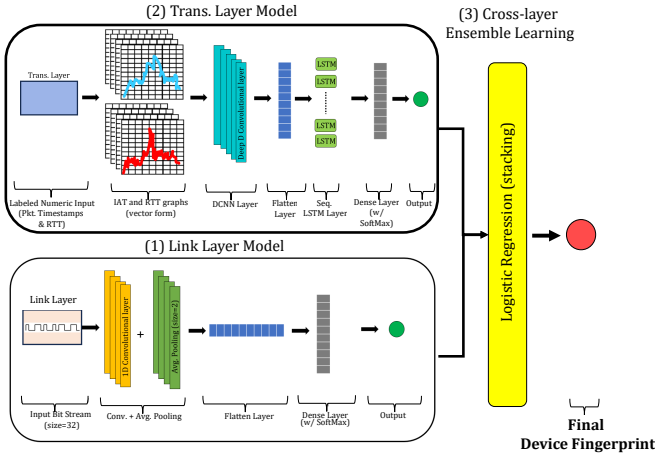 (2) Trans. Layer Model
(3) Cross-layer
Ensemble Learning
Trans. Layer
Deep D Convolutional layer
LSTM
LSTM
LSTM
LSTM
Labeled Numeric Input
(Pkt. Timestamps
& RTT)
IAT and RTT graphs
(vector form)
DCNN Layer
Flatten
Layer
Seq.
LSTM Layer
Dense Layer
(w/
SoftMax)
Output
Logistic Regression (stacking)
(1) Link Layer Model
Link Layer
1D Convolutional layer
+
Avg. Pooling (size=2)
Input Bit Stream
(size=32)
Conv. + Avg. Pooling
Flatten Layer
Dense Layer
(w/ SoftMax)
Output
Final
Device Fingerprint